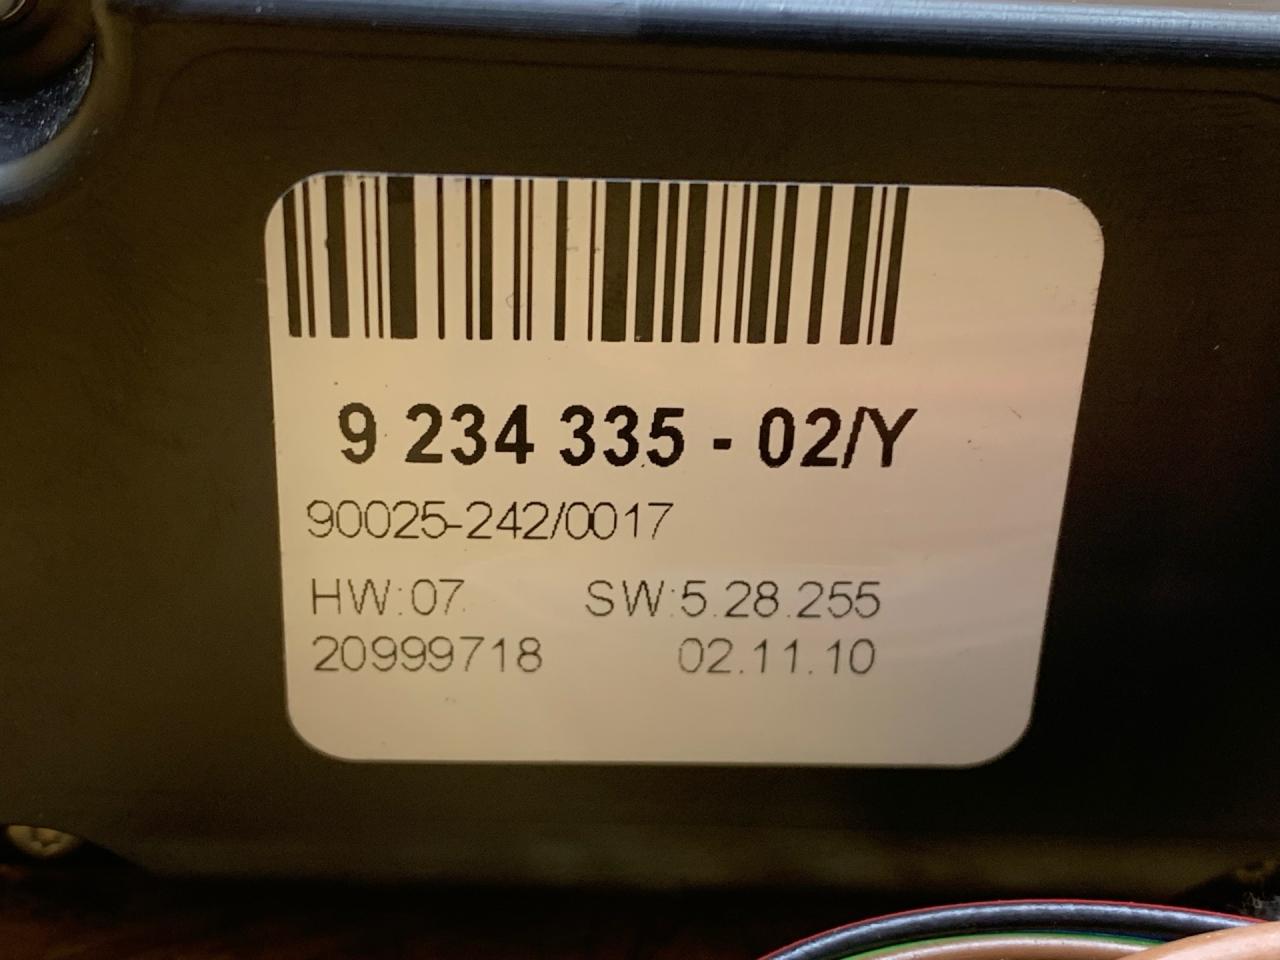 9 234 335 - 02/Y
90025-242/0017
HW:07 SW:5.28.255
20999718 02.11.10